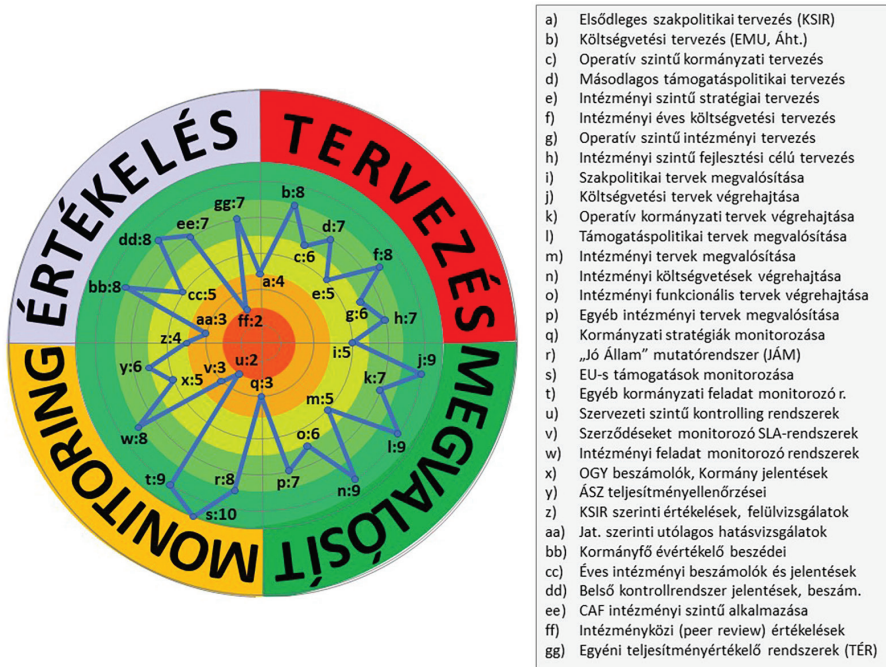 ÉRTÉKELÉS
TERVEZÉS
MEGVALÓSÍT
MONITORING
a:4
b:8
c:6
d:7
e:5
f:8
g:6
h:7
i:5
j:9
k:7
l:9
m:5
n:9
o:6
p:7
q:3
r:8
s:10
t:9
u:2
v:3
w:8
x:5
y:6
z:4
aa:3
bb:8
cc:5
dd:8
ee:7
ff:2
gg:7
a) Elsődleges szakpolitikai tervezés (KSIR)
b) Költségvetési tervezés (EMU, Áht.)
c) Operatív szintű kormányzati tervezés
d) Másodlagos támogatáspolitikai tervezés
e) Intézményi szintű stratégiai tervezés
f) Intézményi éves költségvetési tervezés
g) Operatív szintű intézményi tervezés
h) Intézményi szintű fejlesztési célú tervezés
i) Szakpolitikai tervek megvalósítása
j) Költségvetési tervek végrehajtása
k) Operatív kormányzati tervek végrehajtása
l) Támogatáspolitikai tervek megvalósítása
m) Intézményi tervek megvalósítása
n) Intézményi költségvetések végrehajtása
o) Intézményi funkcionális tervek végrehajtása
p) Egyéb intézményi tervek megvalósítása
q) Kormányzati stratégiák monitorozása
r) „Jó Állam” mutatórendszer (JÁM)
s) EU-s támogatások monitorozása
t) Egyéb kormányzati feladat monitorozó r.
u) Szervezeti szintű kontrolling rendszerek
v) Szerződéseket monitorozó SLA-rendszerek
w) Intézményi feladat monitorozó rendszerek
x) OGY beszámolók, Kormány jelentések
y) ÁSZ teljesítményellenőrzései
z) KSIR szerinti értékelések, felülvizsgálatok
aa) Jat. szerinti utólagos hatásvizsgálatok
bb) Kormányfő évértékelő beszédei
cc) Éves intézményi beszámolók és jelentések
dd) Belső kontrollrendszer jelentések, beszám.
ee) CAF intézményi szintű alkalmazása
ff) Intézményközi (peer review) értékelések
gg) Egyéni teljesítményértékelő rendszerek (TÉR)